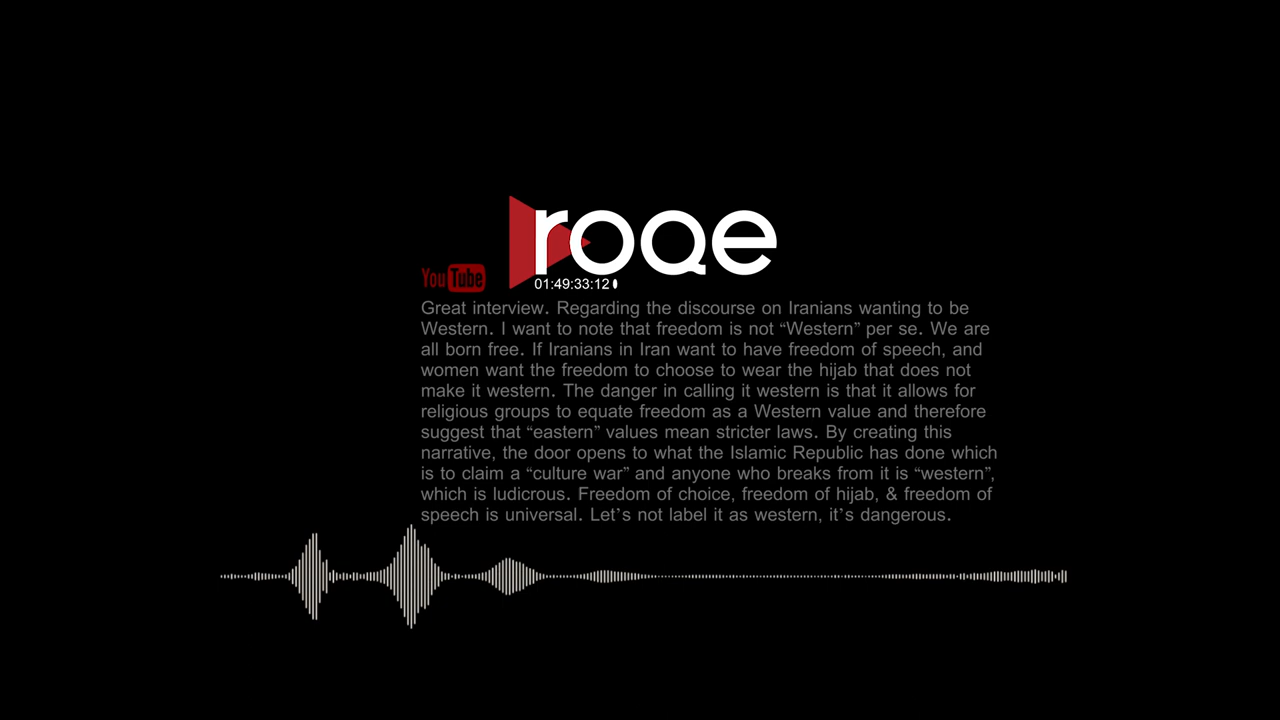 roqe
YouTube
01:49:33:12
Great interview. Regarding the discourse on Iranians wanting to be
Western. I want to note that freedom is not “Western” per se. We are
all born free. If Iranians in Iran want to have freedom of speech, and
women want the freedom to choose to wear the hijab that does not
make it western. The danger in calling it western is that it allows for
religious groups to equate freedom as a Western value and therefore
suggest that “eastern” values mean stricter laws. By creating this
narrative, the door opens to what the Islamic Republic has done which
is to claim a “culture war” and anyone who breaks from it is “western”,
which is ludicrous. Freedom of choice, freedom of hijab, & freedom of
speech is universal. Let’s not label it as western, it’s dangerous.